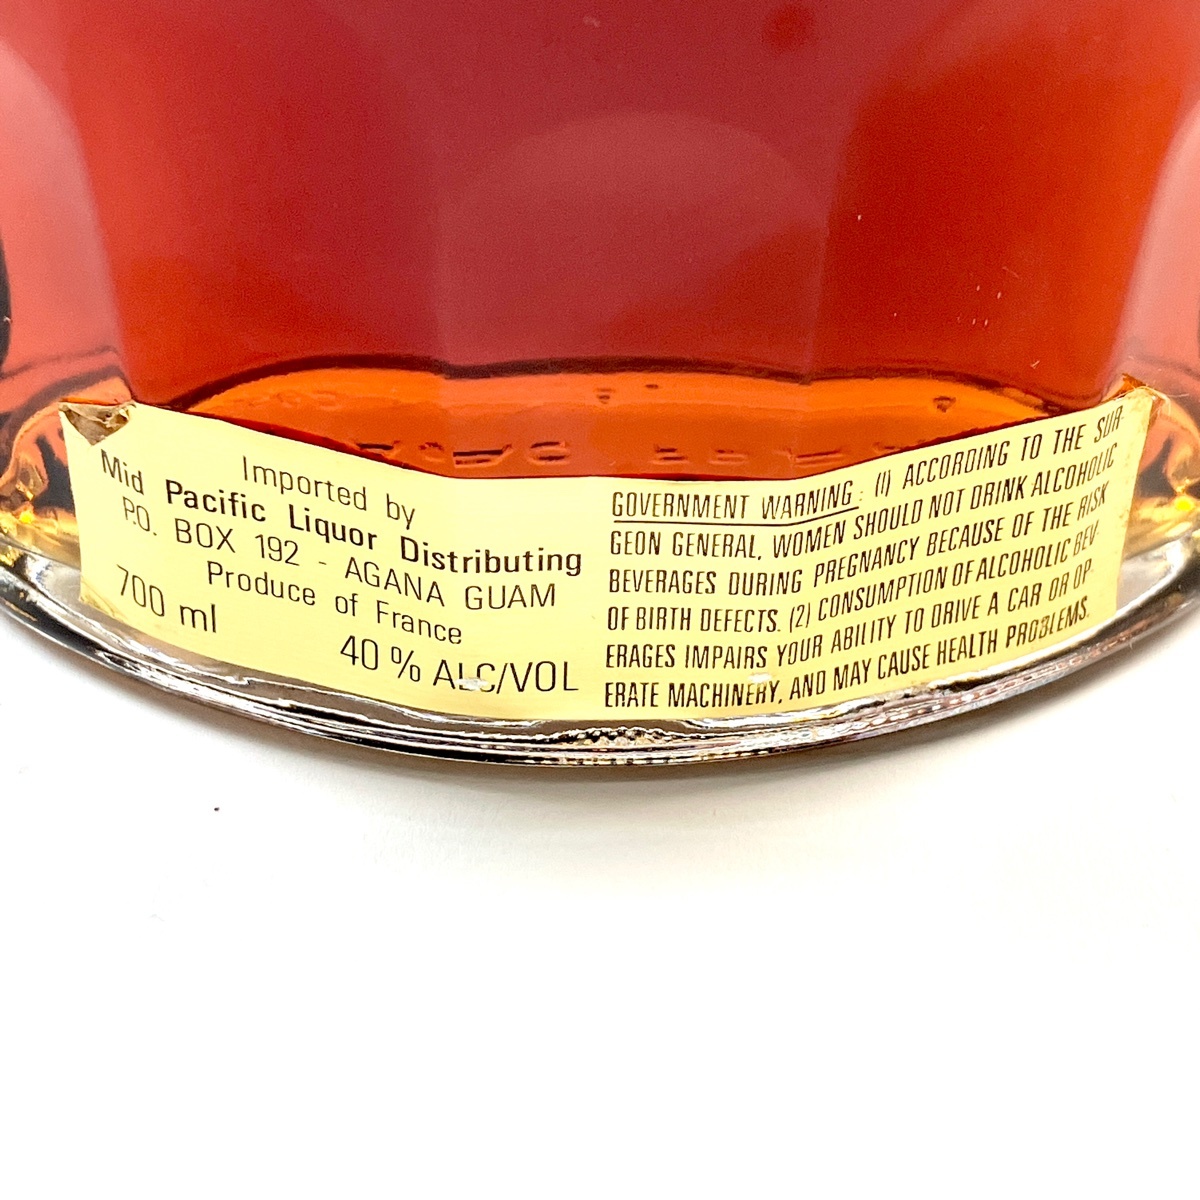 Imported by
Mid Pacific Liquor Distributing
P.O. BOX 192 - AGANA GUAM
Produce of France
700 ml
40 % ALC/VOL
GOVERNMENT WARNING : (1) ACCORDING TO THE SUR-
GEON GENERAL, WOMEN SHOULD NOT DRINK ALCOHOLIC
BEVERAGES DURING PREGNANCY BECAUSE OF THE RISK
OF BIRTH DEFECTS. (2) CONSUMPTION OF ALCOHOLIC BEV-
ERAGES IMPAIRS YOUR ABILITY TO DRIVE A CAR OR OP-
ERATE MACHINERY, AND MAY CAUSE HEALTH PROBLEMS.